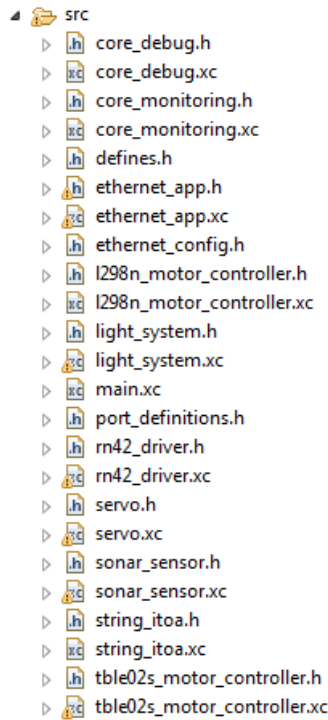 src
core_debug.h
core_debug.xc
core_monitoring.h
core_monitoring.xc
defines.h
ethernet_app.h
ethernet_app.xc
ethernet_config.h
l298n_motor_controller.h
l298n_motor_controller.xc
light_system.h
light_system.xc
main.xc
port_definitions.h
rn42_driver.h
rn42_driver.xc
servo.h
servo.xc
sonar_sensor.h
sonar_sensor.xc
string_itoa.h
string_itoa.xc
tble02s_motor_controller.h
tble02s_motor_controller.xc